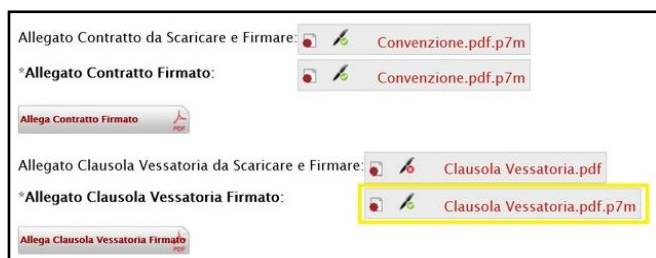 Allegato Contratto da Scaricare e Firmare: Convenzione.pdf.p7m
*Allegato Contratto Firmato: Convenzione.pdf.p7m
Allega Contratto Firmato PDF
Allegato Clausola Vessatoria da Scaricare e Firmare: Clausola Vessatoria.pdf
*Allegato Clausola Vessatoria Firmato: Clausola Vessatoria.pdf.p7m
Allega Clausola Vessatoria Firmato PDF